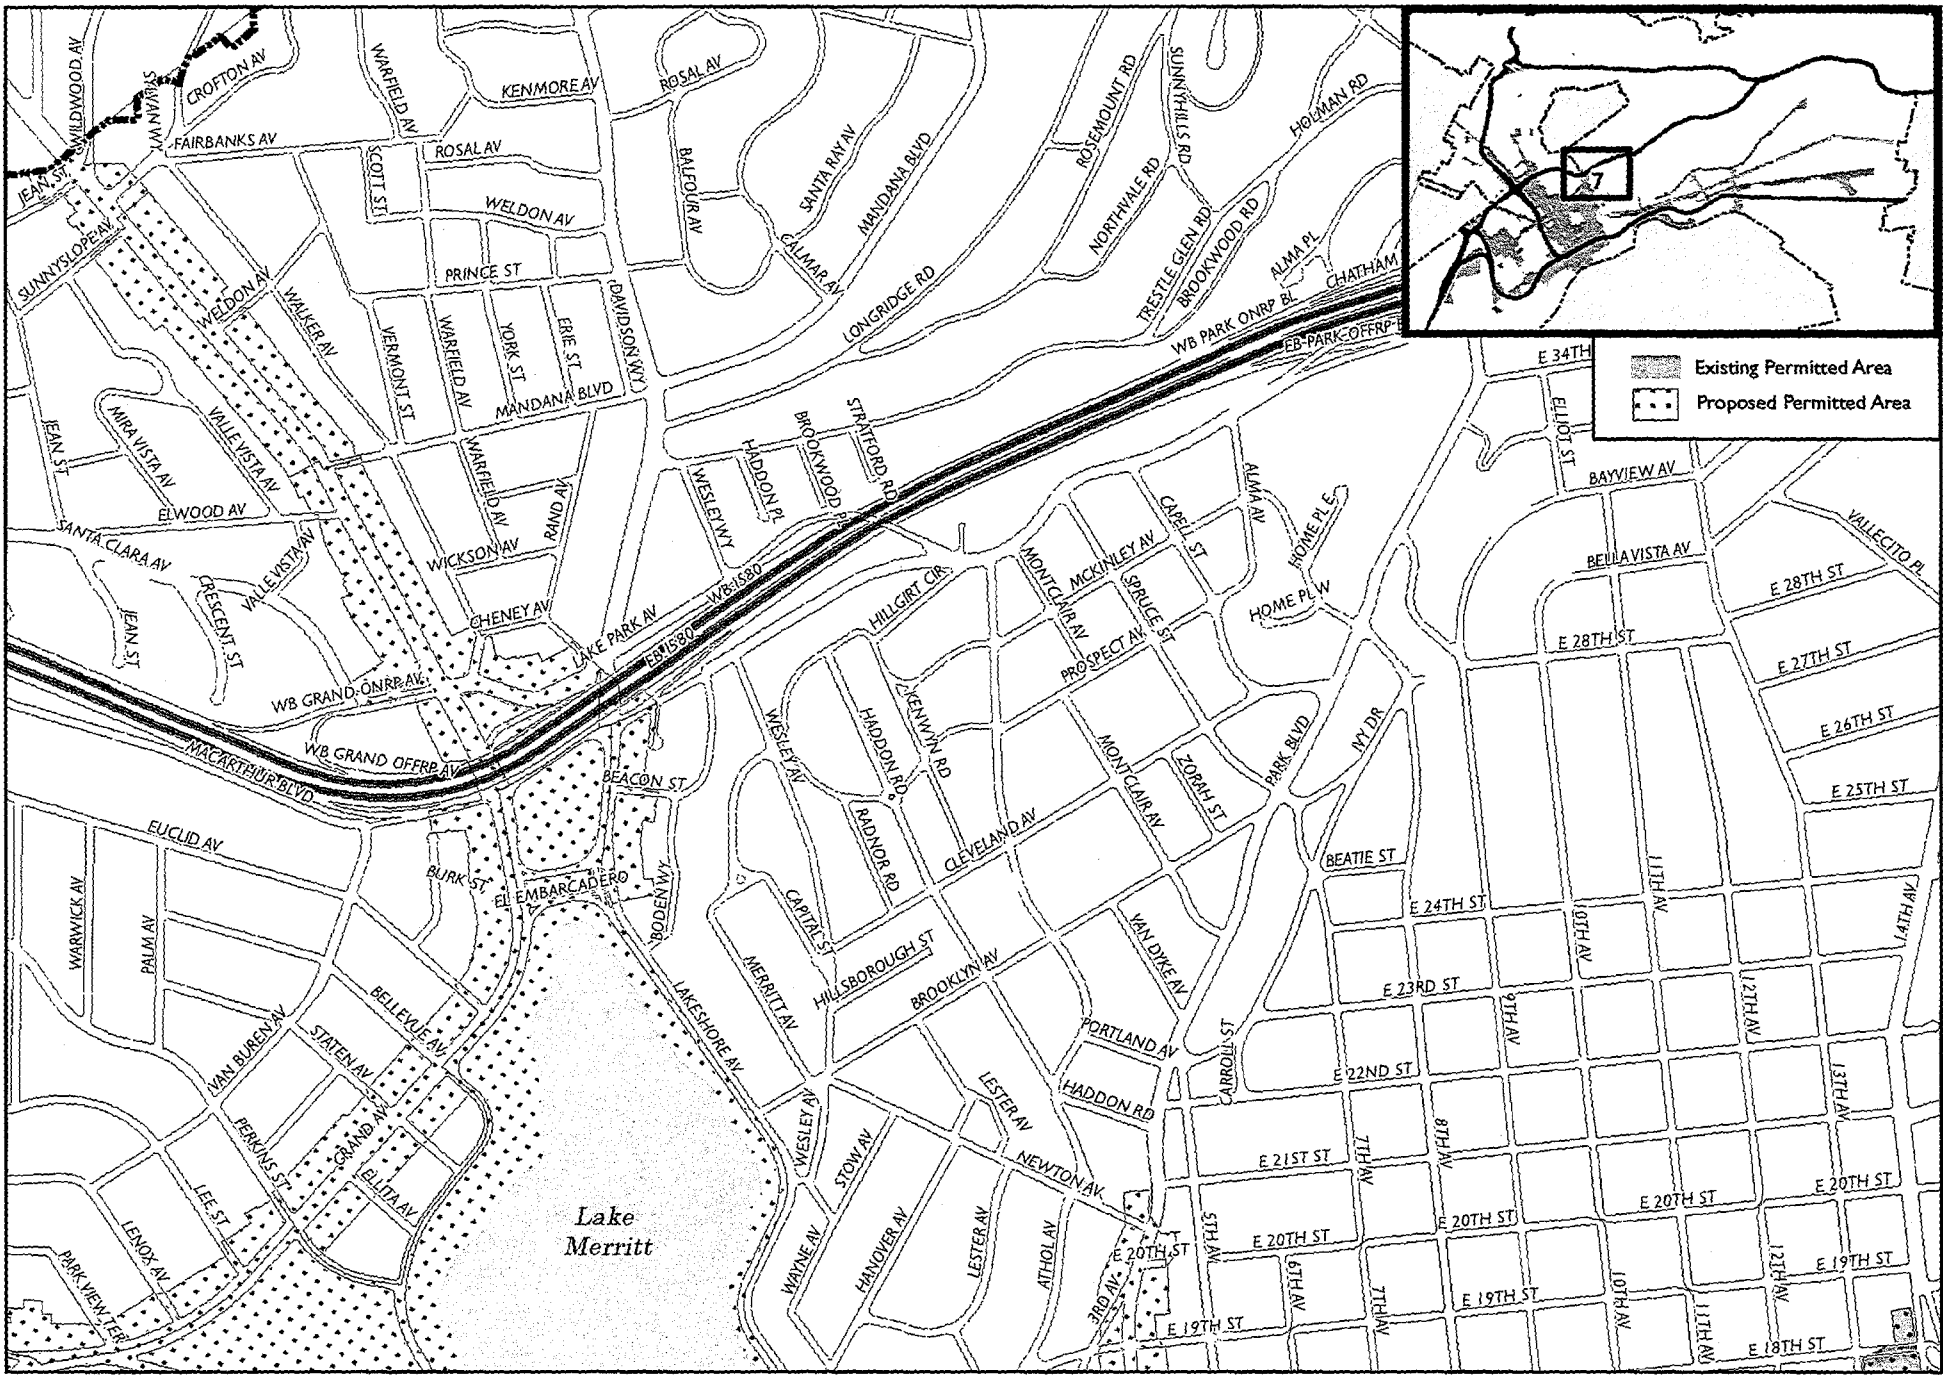 WILDWOOD AV
SYLVAN WY
CROFTON AV
WARFIELD AV
KENMORE AV
ROSAL AV
ROSEMOUNT RD
SUNNYHILLS RD
HOLMAN RD
7
FAIRBANKS AV
SCOTT ST
ROSAL AV
BALFOUR AV
SANTA RAY AV
MANDANA BLVD
JEAN ST
WELDON AV
NORTHVALE RD
TRESTLE GLEN RD
BROOKWOOD RD
SUNNYSLOPE AV
WELDON AV
WALKER AV
PRINCE ST
CALMAR AV
LONGRIDGE RD
ALMA PL
CHATHAM
VERMONT ST
WARFIELD AV
YORK ST
ERIE ST
DAVIDSON WY
WB PARK ONRP BL
EB PARK OFFRP
E 34TH
Existing Permitted Area
Proposed Permitted Area
MANDANA BLVD
JEAN ST
MIRA VISTA AV
VALLE VISTA AV
WARFIELD AV
RAND AV
WESLEY WY
HADDON PL
BROOKWOOD PL
STRATFORD RD
ALMA AV
ELLIOT ST
BAYVIEW AV
ELWOOD AV
SANTA CLARA AV
VALLE VISTA AV
WICKSON AV
CAPELL ST
HOME PL E
BELLA VISTA AV
VALLECITO PL
JEAN ST
CRESCENT ST
CHENEY AV
LAKE PARK AV
WB I580
EB I580
HILLGIRT CIR
MONTCLAIR AV
MCKINLEY AV
SPRUCE ST
PROSPECT AV
HOME PL W
E 28TH ST
E 28TH ST
E 27TH ST
WB GRAND ONRP AV
WB GRAND OFFRP AV
MACARTHUR BLVD
BEACON ST
WESLEY AV
HADDON RD
KENWYN RD
MONTCLAIR AV
ZORAH ST
PARK BLVD
IVY DR
E 26TH ST
E 25TH ST
EUCLID AV
BURK ST
EL EMBARCADERO
BODEN WY
RADNOR RD
CLEVELAND AV
BEATIE ST
WARWICK AV
PALM AV
CAPITAL ST
HILLSBOROUGH ST
MERRITT AV
BROOKLYN AV
VAN DYKE AV
E 24TH ST
10TH AV
11TH AV
14TH AV
LAKESHORE AV
BELLEVUE AV
VAN BUREN AV
STATEN AV
E 23RD ST
9TH AV
12TH AV
PORTLAND AV
CARROLL ST
HADDON RD
E 22ND ST
13TH AV
PERKINS ST
GRAND AV
ELLITA AV
LEE ST
LENOX AV
PARK VIEW TER
Lake
Merritt
WESLEY AV
STOW AV
LESTER AV
NEWTON AV
E 21ST ST
7TH AV
8TH AV
WAYNE AV
HANOVER AV
LESTER AV
ATHOL AV
3RD AV
E 20TH ST
5TH AV
E 20TH ST
E 20TH ST
E 20TH ST
E 20TH ST
6TH AV
7TH AV
E 19TH ST
E 19TH ST
10TH AV
11TH AV
12TH AV
E 19TH ST
E 18TH ST